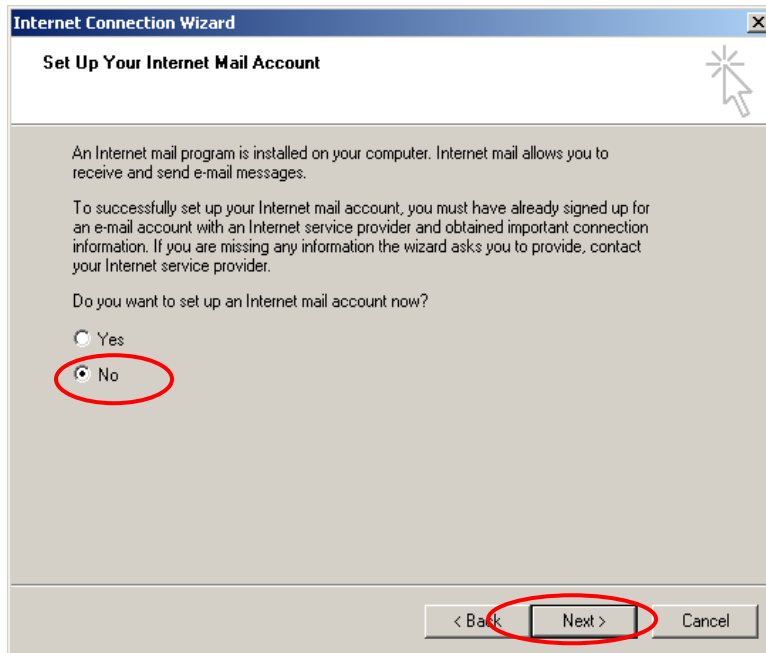 Internet Connection Wizard
Set Up Your Internet Mail Account
An Internet mail program is installed on your computer. Internet mail allows you to
receive and send e-mail messages.
To successfully set up your Internet mail account, you must have already signed up for
an e-mail account with an Internet service provider and obtained important connection
information. If you are missing any information the wizard asks you to provide, contact
your Internet service provider.
Do you want to set up an Internet mail account now?
Yes
No
< Back Next > Cancel